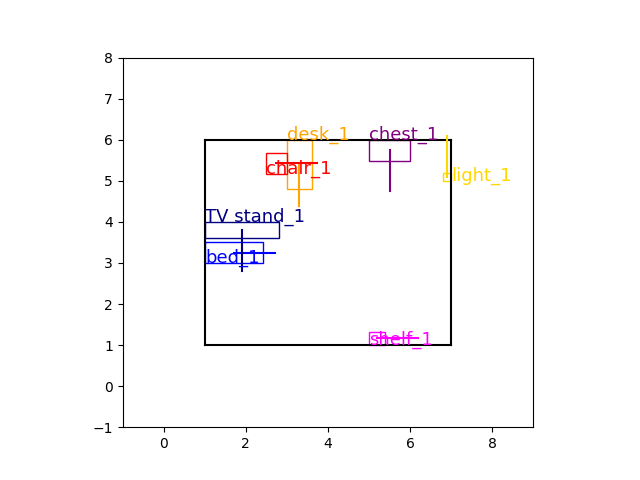 8
7
6
5
4
3
2
1
0
−1
desk_1
chest_1
chair_1
light_1
TV stand_1
bed_1
shelf_1
0
2
4
6
8